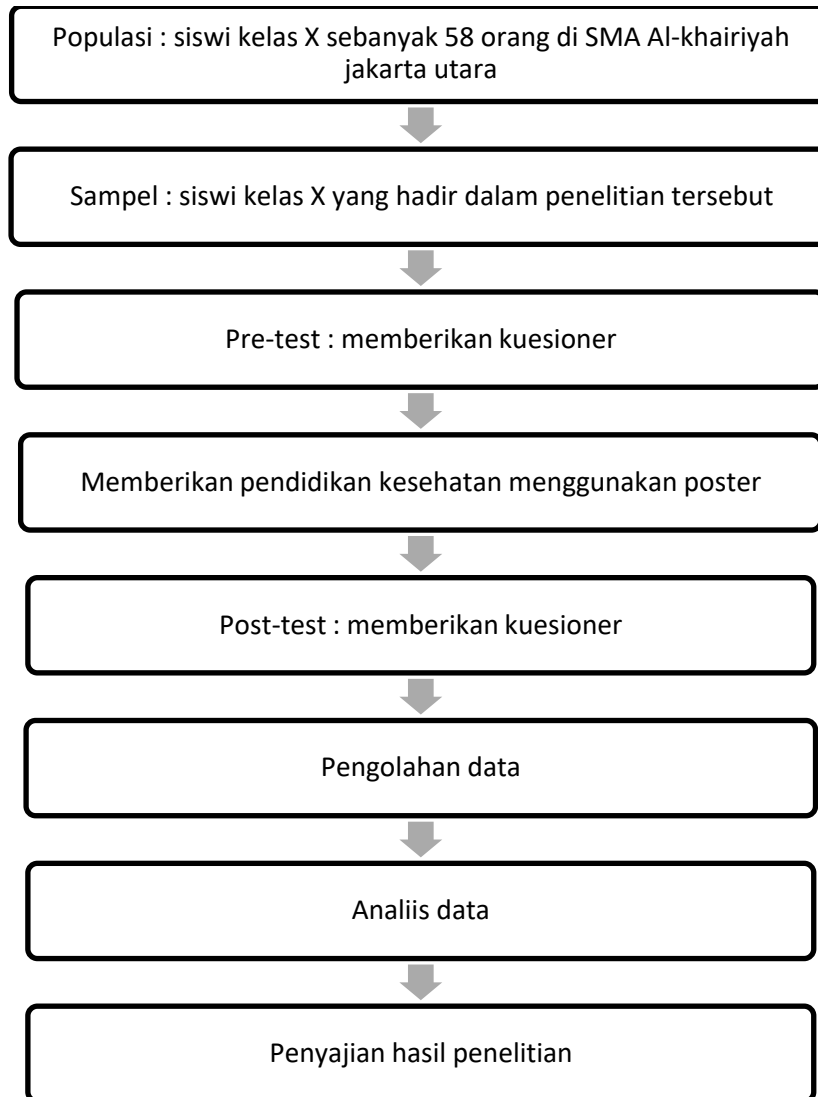 Populasi : siswi kelas X sebanyak 58 orang di SMA Al-khairiyah
jakarta utara
Sampel : siswi kelas X yang hadir dalam penelitian tersebut
Pre-test : memberikan kuesioner
Memberikan pendidikan kesehatan menggunakan poster
Post-test : memberikan kuesioner
Pengolahan data
Analiis data
Penyajian hasil penelitian